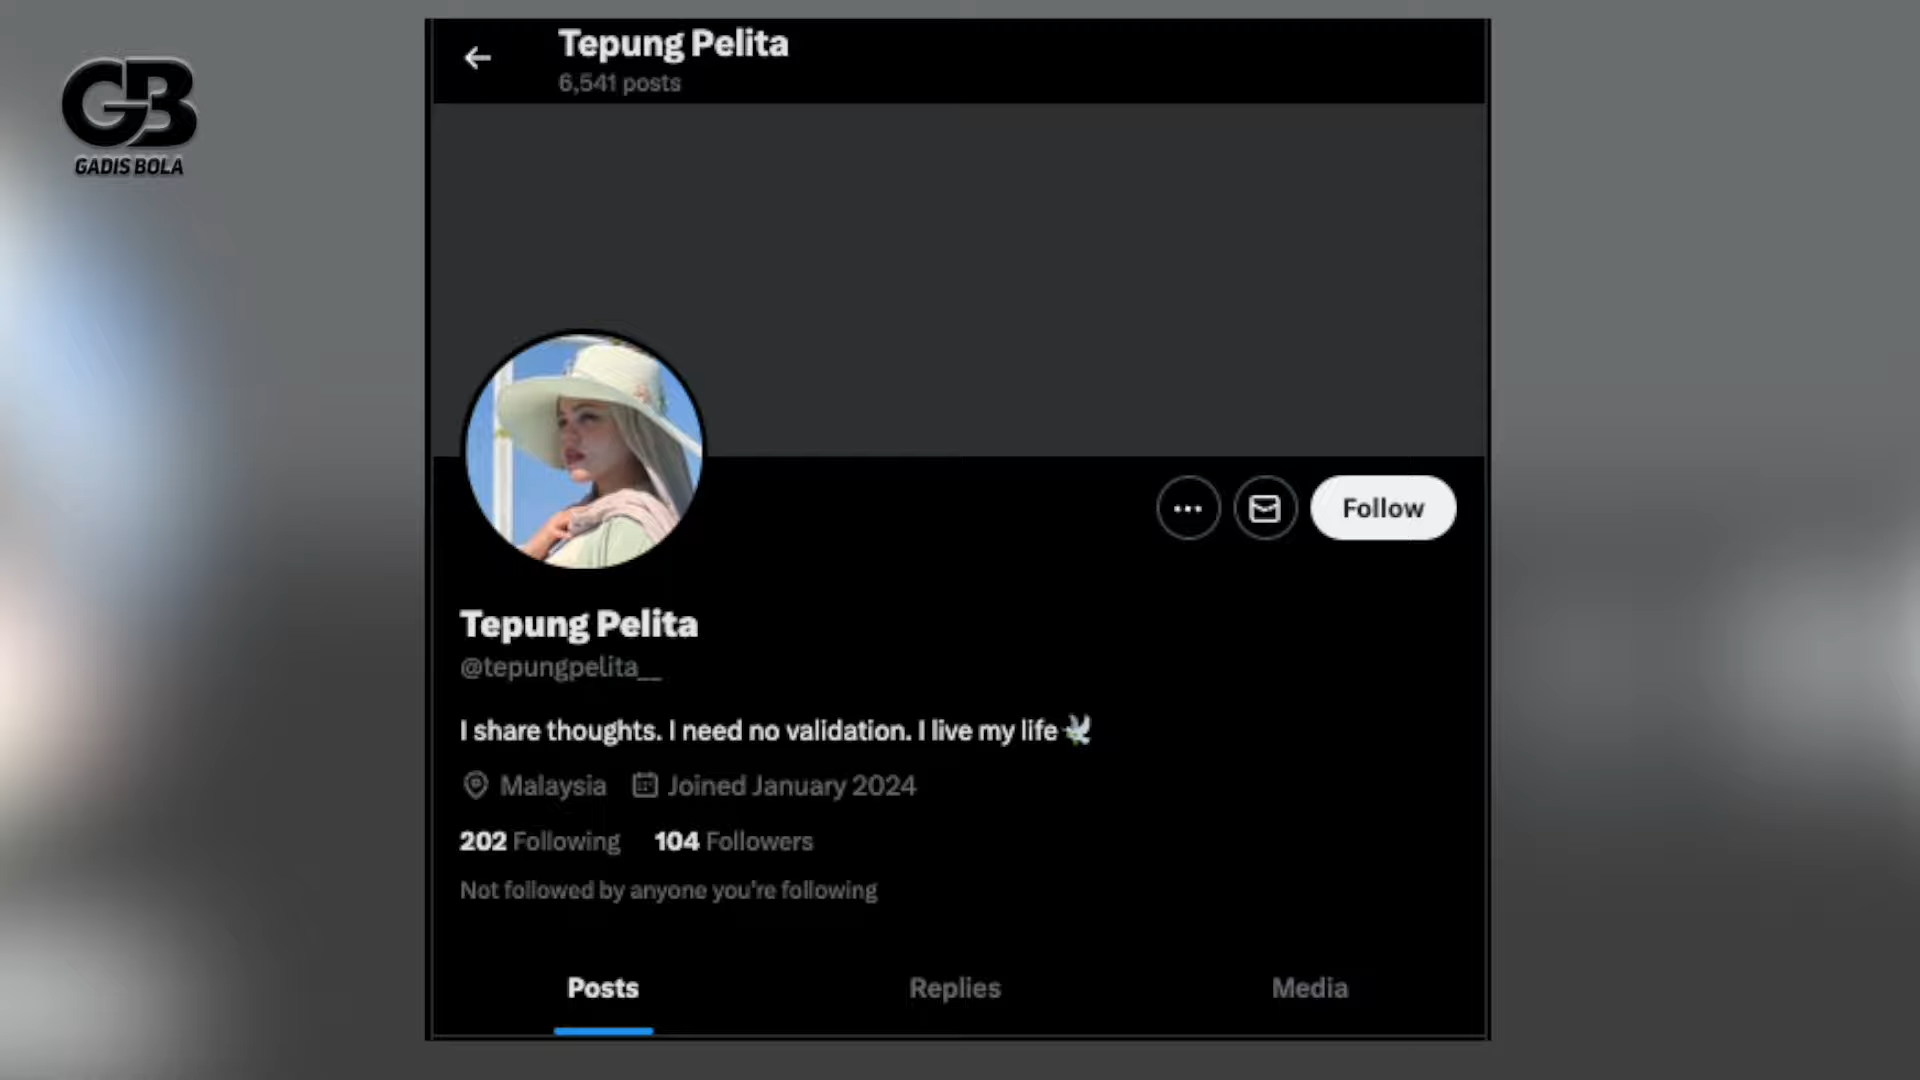 GB
GADIS BOLA
Tepung Pelita
6,541 posts
Follow
Tepung Pelita
@tepungpelita__
I share thoughts. I need no validation. I live my life🕊️
Malaysia Joined January 2024
202 Following 104 Followers
Not followed by anyone you're following
Posts Replies Media